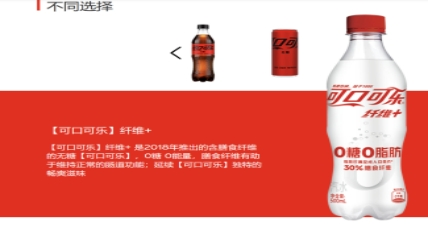 不同选择
【可口可乐】纤维+
【可口可乐】纤维+ 是2018年推出的含膳食纤维
的无糖【可口可乐】，0糖 0能量，膳食纤维有助
于维持正常的肠道功能；延续【可口可乐】独特的
畅爽滋味
可口可乐
纤维+
0糖0脂肪
30%膳食纤维
汽水
500mL